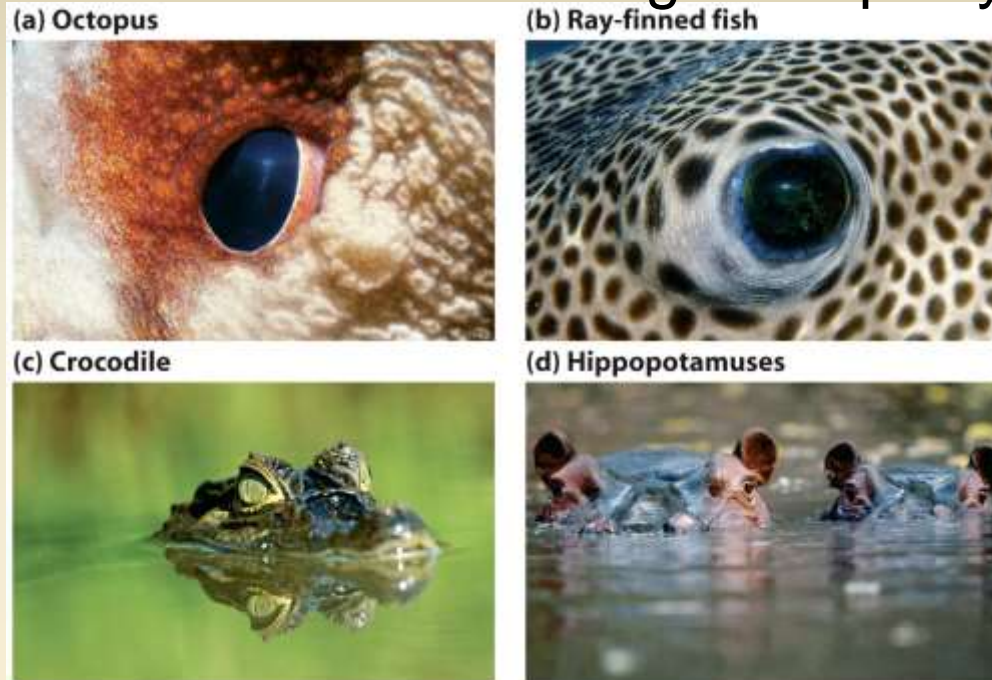 (a) Octopus
(b) Ray-finned fish
(c) Crocodile
(d) Hippopotamuses